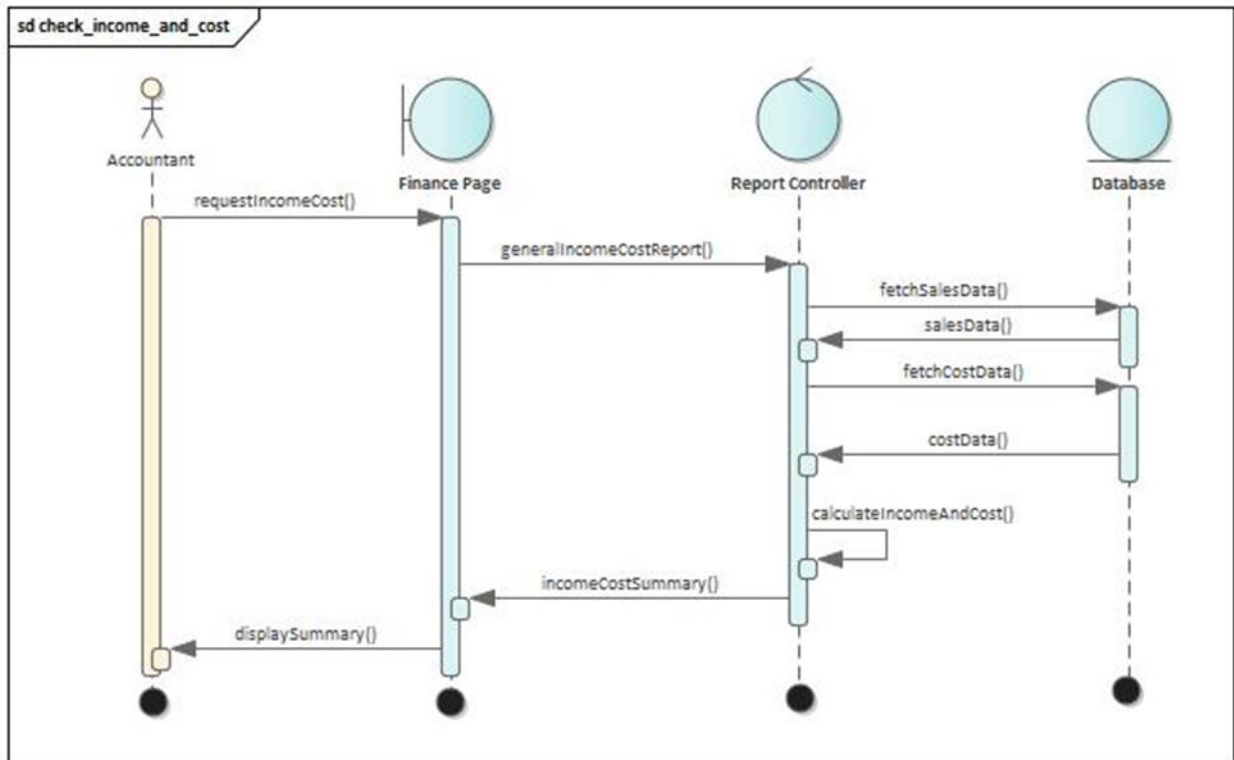 sd check_income_and_cost
Accountant
Finance Page
Report Controller
Database
requestIncomeCost()
generalIncomeCostReport()
fetchSalesData()
salesData()
fetchCostData()
costData()
calculateIncomeAndCost()
incomeCostSummary()
displaySummary()